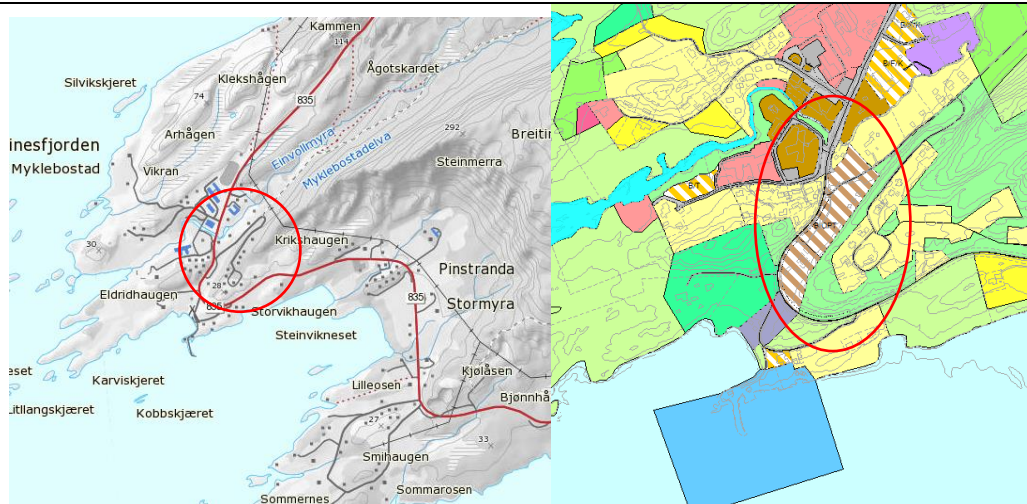 Kammen
114
Klekshågen
Ågotskardet
Silvikskjeret
835
74
292
Breitin
Arhågen
Einvollmyra
Myklebostadelva
inesfjorden
Steinmerra
Myklebostad
Vikran
30
Krikshaugen
Pinstranda
28
Eldridhaugen
835
835
Stormyra
Storvikhaugen
Steinvikneset
Kjølåsen
eset
Karviskjeret
Lilleosen
Litllangskjæret
Kobbskjæret
Bjønnhå
27
33
Smihaugen
Sommernes
Sommarosen
B/F/K
B/T